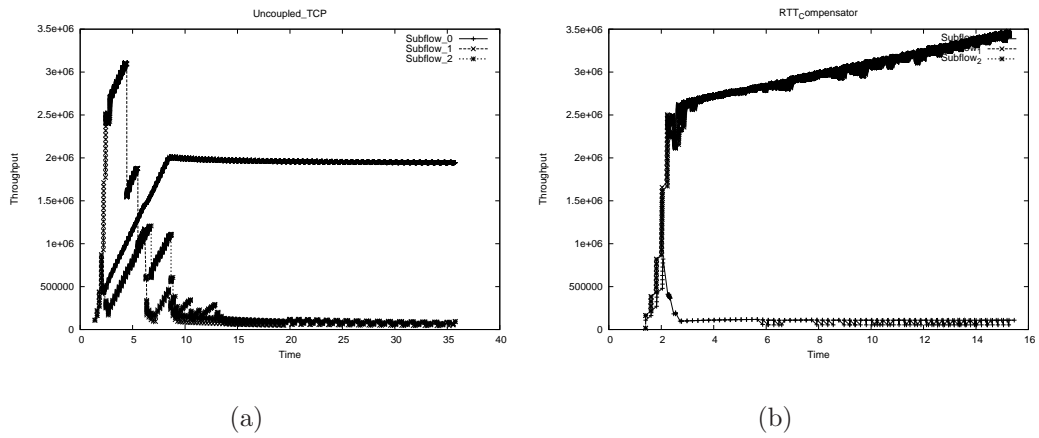 Uncoupled_TCP
3.5e+06
3e+06
2.5e+06
2e+06
1.5e+06
1e+06
500000
0
Throughput
0 5 10 15 20 25 30 35 40
Time
Subflow_0
Subflow_1
Subflow_2
(a)
RTTCompensator
3.5e+06
3e+06
2.5e+06
2e+06
1.5e+06
1e+06
500000
0
Throughput
0 2 4 6 8 10 12 14 16
Time
Subflow2
(b)